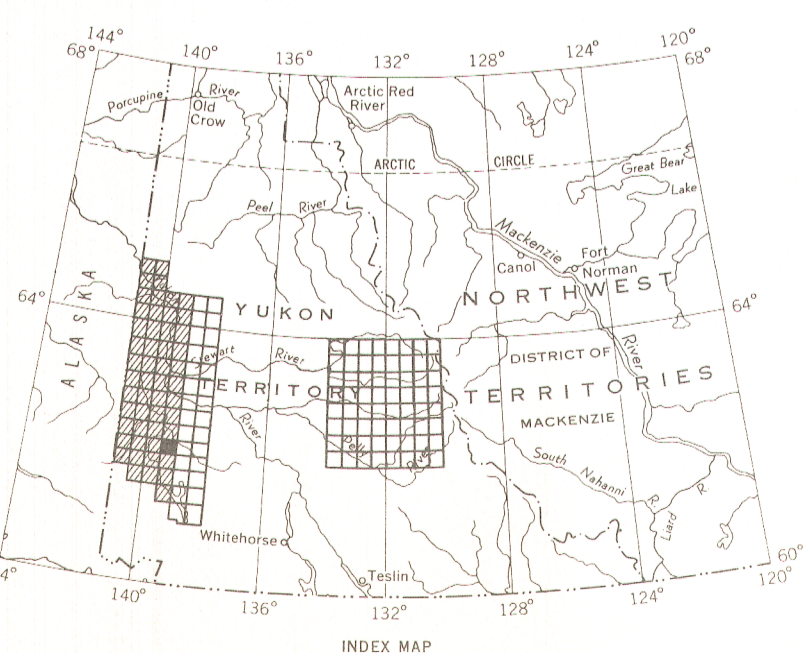 144°
140°
136°
132°
128°
124°
120°
68°
68°
Porcupine River
Old
Crow
Arctic Red
River
ARCTIC CIRCLE
Great Bear
Lake
Peel River
Mackenzie
Canol
Fort
Norman
64°
ALASKA
YUKON
NORTHWEST
64°
Stewart River
DISTRICT OF
River
TERRITORY
TERRITORIES
MACKENZIE
River
Pelly
River
South Nahanni R.
Liard R.
Whitehorse
Teslin
60°
4°
140°
136°
132°
128°
124°
120°
INDEX MAP